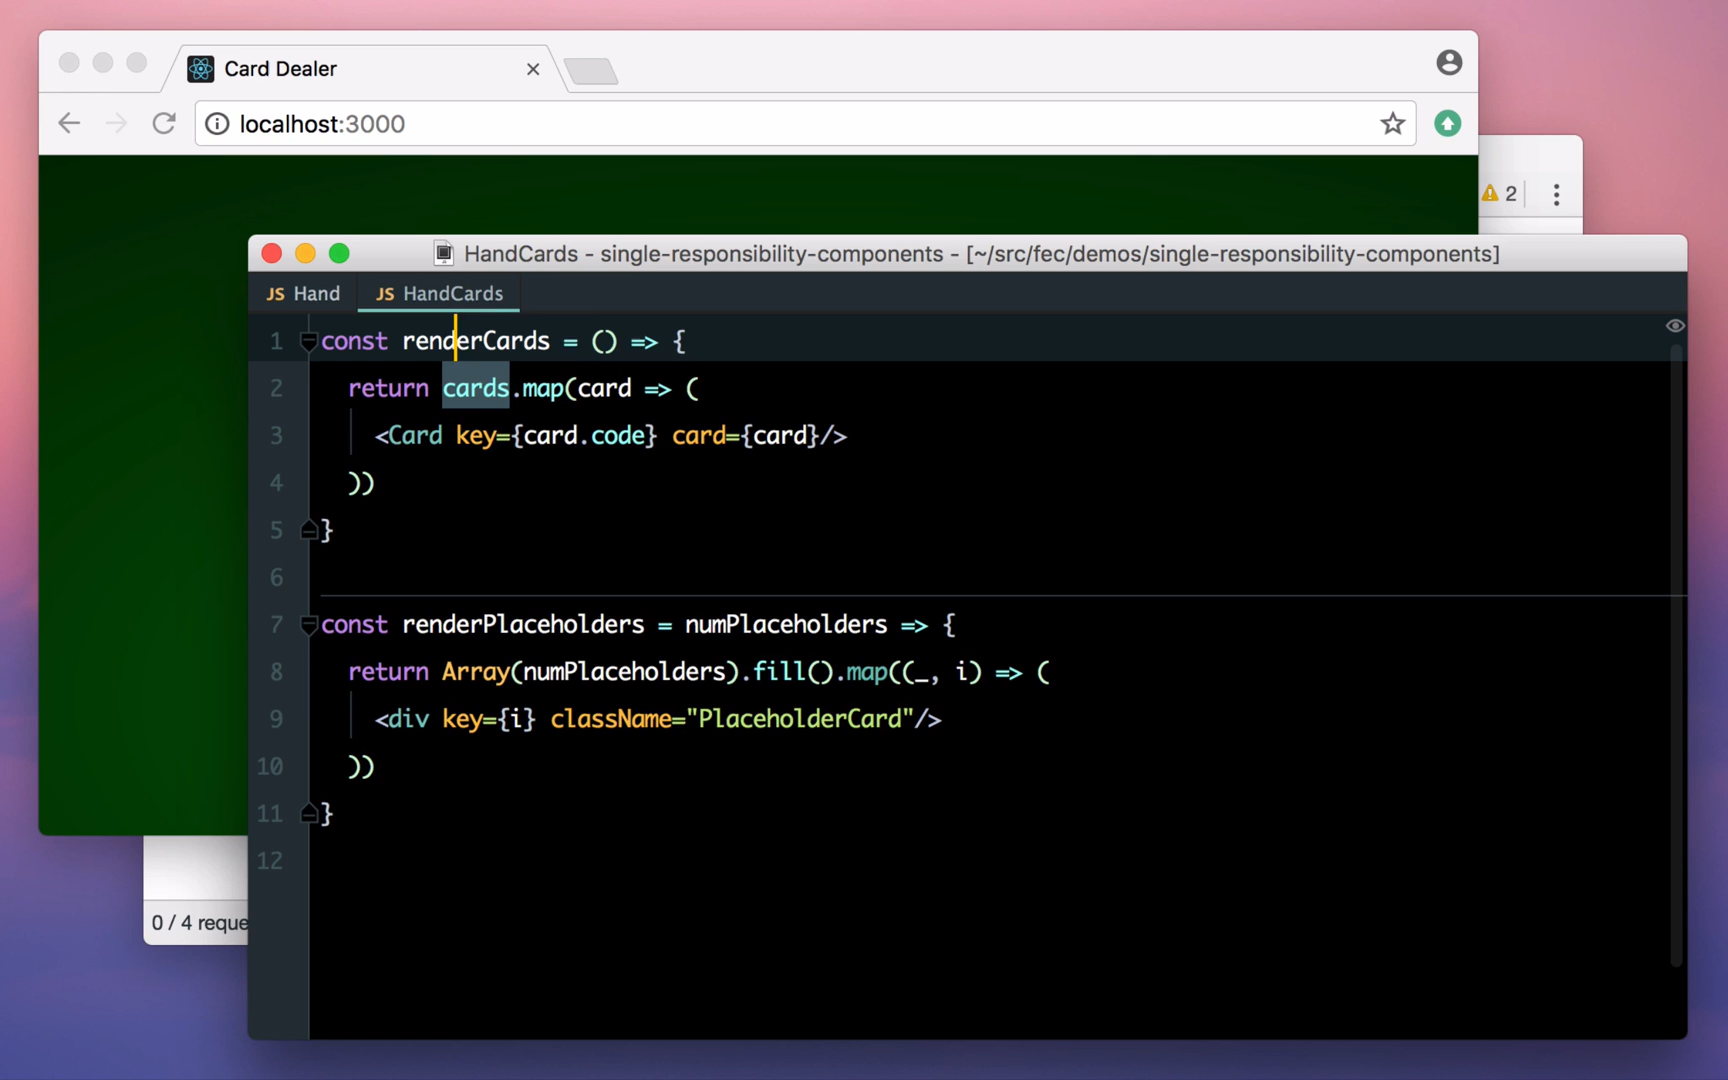 Card Dealer
localhost:3000
2
HandCards - single-responsibility-components - [~/src/fec/demos/single-responsibility-components]
JS Hand JS HandCards
1 const renderCards = () => {
2 return cards.map(card => (
3 <Card key={card.code} card={card}/>
4 ))
5 }
6
7 const renderPlaceholders = numPlaceholders => {
8 return Array(numPlaceholders).fill().map((_, i) => (
9 <div key={i} className="PlaceholderCard"/>
10 ))
11 }
12
0 / 4 reque